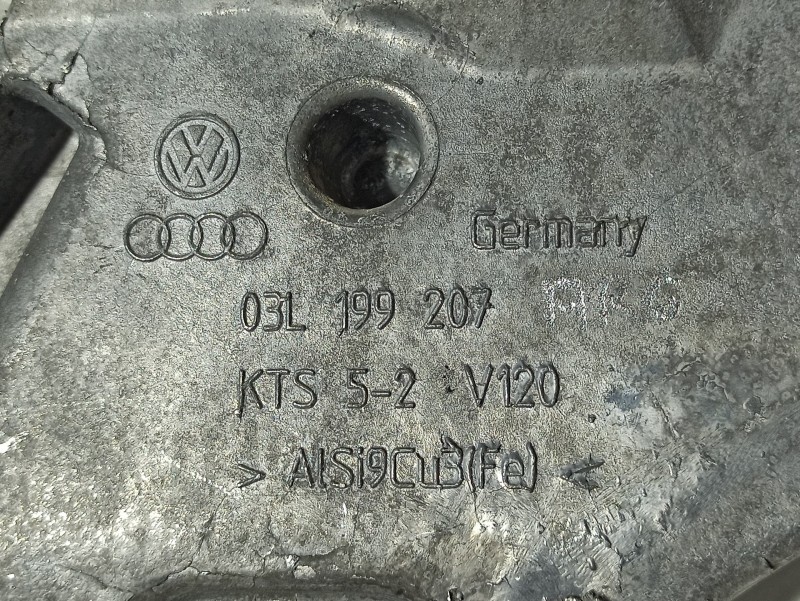 Germany
03L 199 207
KTS 5-2 V120
> AlSi9Cu3(Fe) <